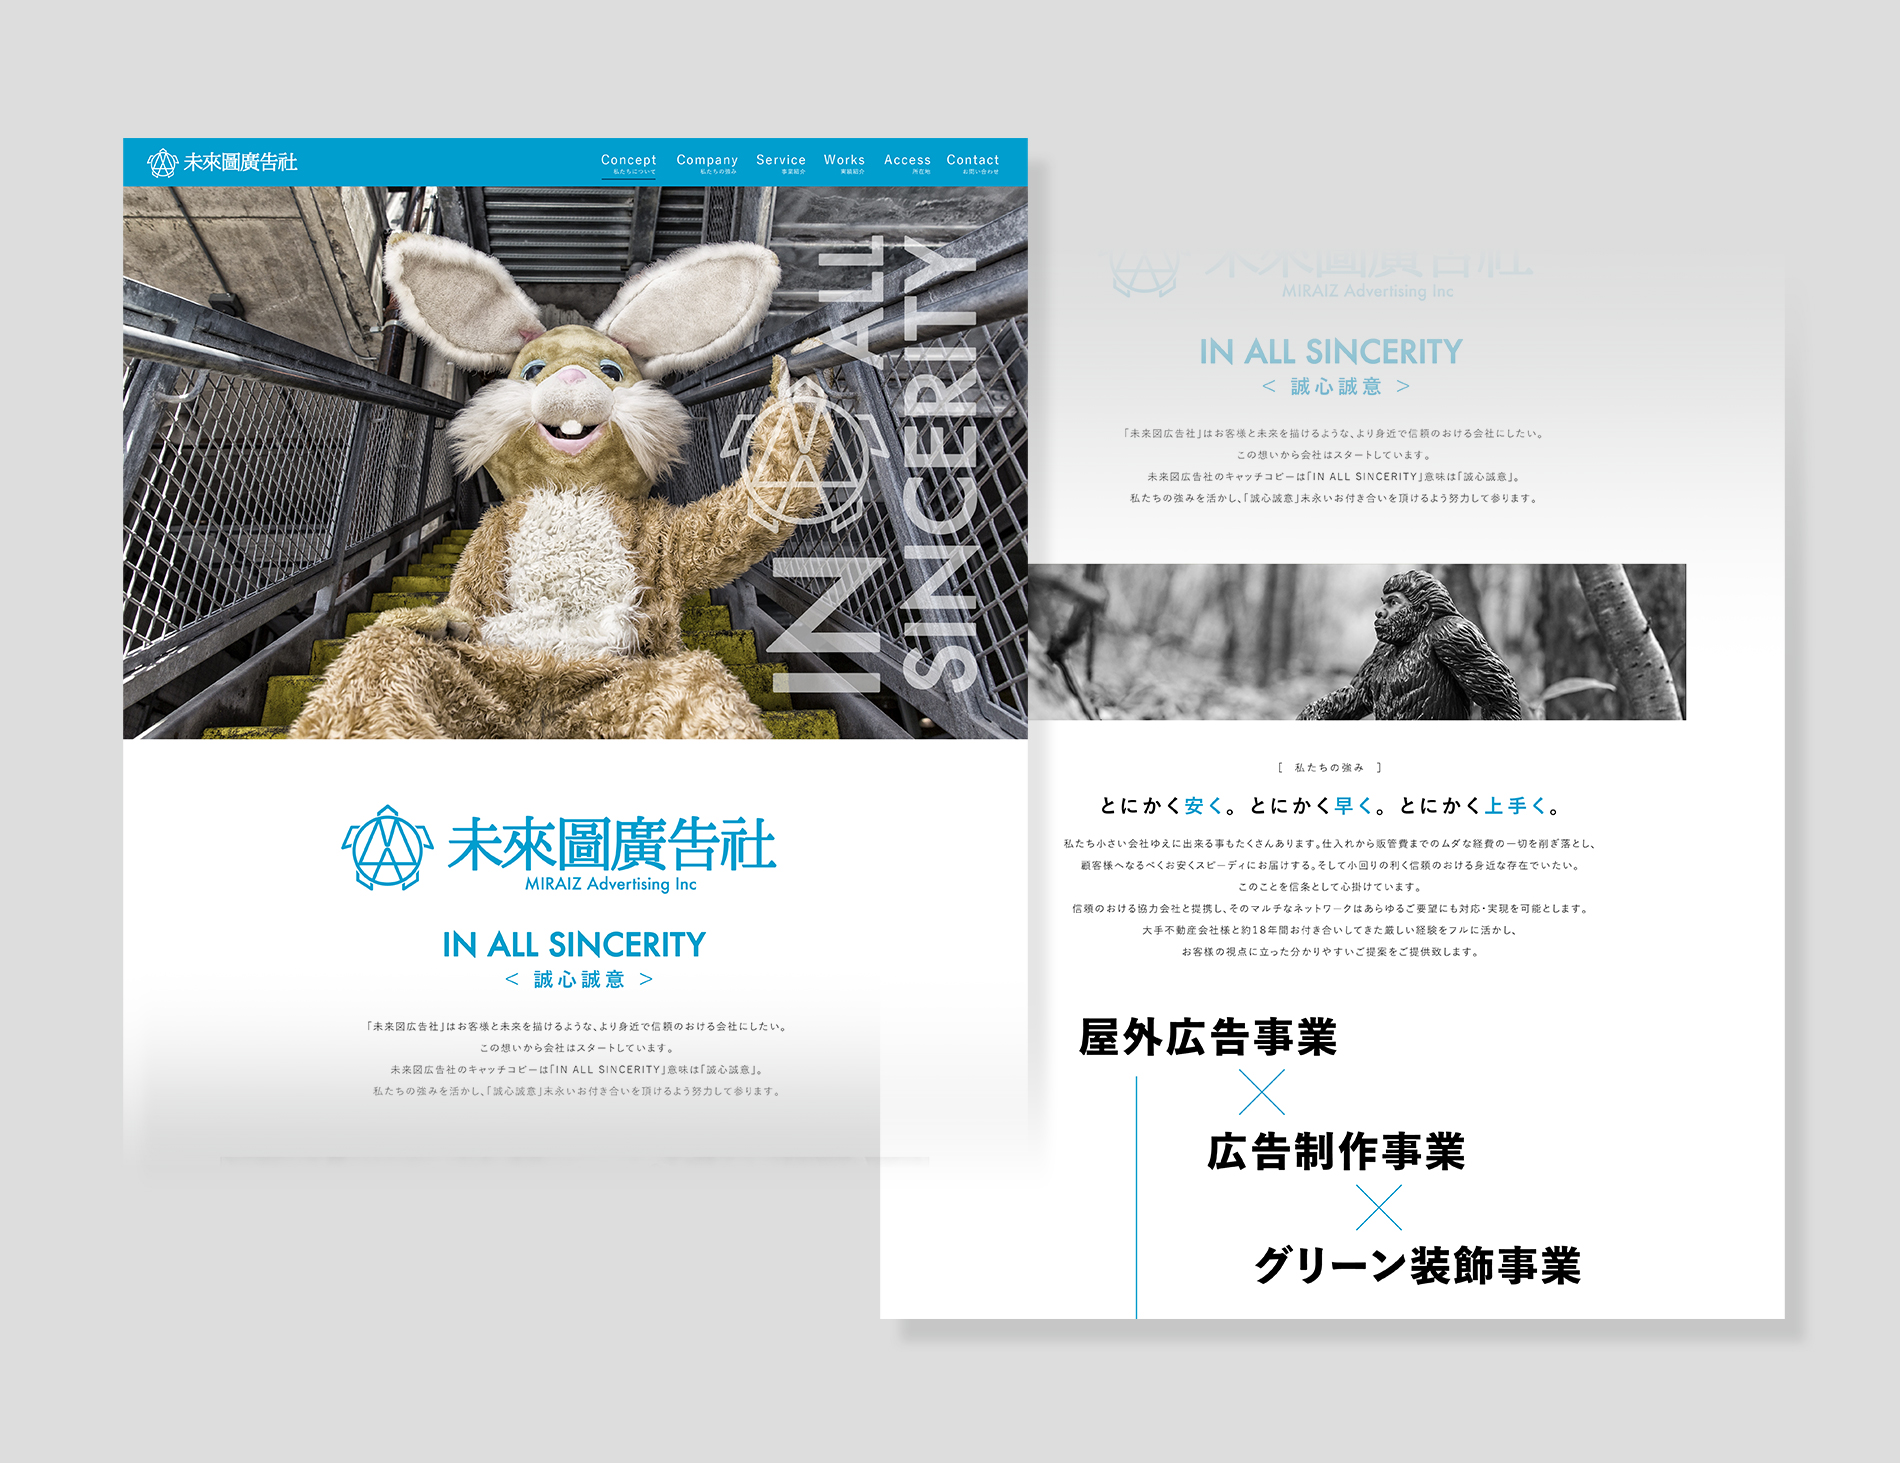 未來圖廣告社
Concept Company Service Works Access Contact
私たちについて 私たちの強み 事業紹介 実績紹介 所在地 お問い合わせ
IN ALL
SINCERITY
未來圖廣告社
MIRAIZ Advertising Inc
IN ALL SINCERITY
< 誠心誠意 >
「未来図広告社」はお客様と未来を描けるような、より身近で信頼のおける会社にしたい。
この想いから会社はスタートしています。
未来図広告社のキャッチコピーは「IN ALL SINCERITY」意味は「誠心誠意」。
私たちの強みを活かし、「誠心誠意」末永いお付き合いを頂けるよう努力して参ります。
未來圖廣告社
MIRAIZ Advertising Inc
IN ALL SINCERITY
< 誠心誠意 >
「未来図広告社」はお客様と未来を描けるような、より身近で信頼のおける会社にしたい。
この想いから会社はスタートしています。
未来図広告社のキャッチコピーは「IN ALL SINCERITY」意味は「誠心誠意」。
私たちの強みを活かし、「誠心誠意」末永いお付き合いを頂けるよう努力して参ります。
[ 私たちの強み ]
とにかく安く。とにかく早く。とにかく上手く。
私たち小さい会社ゆえに出来る事もたくさんあります。仕入れから販管費までのムダな経費の一切を削ぎ落とし、
顧客様へなるべくお安くスピーディにお届けする。そして小回りの利く信頼のおける身近な存在でいたい。
このことを信条として心掛けています。
信頼のおける協力会社と提携し、そのマルチなネットワークはあらゆるご要望にも対応・実現を可能とします。
大手不動産会社様と約18年間お付き合いしてきた厳しい経験をフルに活かし、
お客様の視点に立った分かりやすいご提案をご提供致します。
屋外広告事業
×
広告制作事業
×
グリーン装飾事業